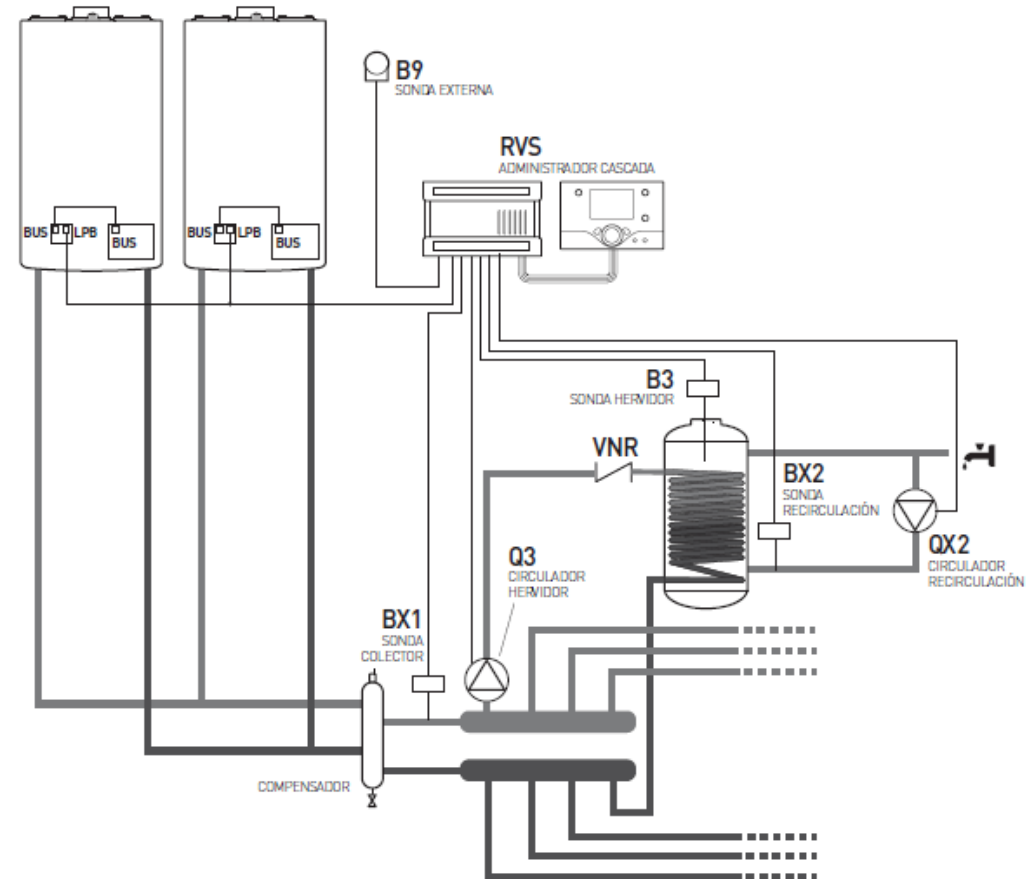 B9
SONDA EXTERNA
RVS
ADMINISTRADOR CASCADA
BUS
LPB
BUS
BUS
LPB
BUS
B3
SONDA HERVIDOR
VNR
BX2
SONDA
RECIRCULACIÓN
Q3
CIRCULADOR
HERVIDOR
QX2
CIRCULADOR
RECIRCULACIÓN
BX1
SONDA
COLECTOR
COMPENSADOR